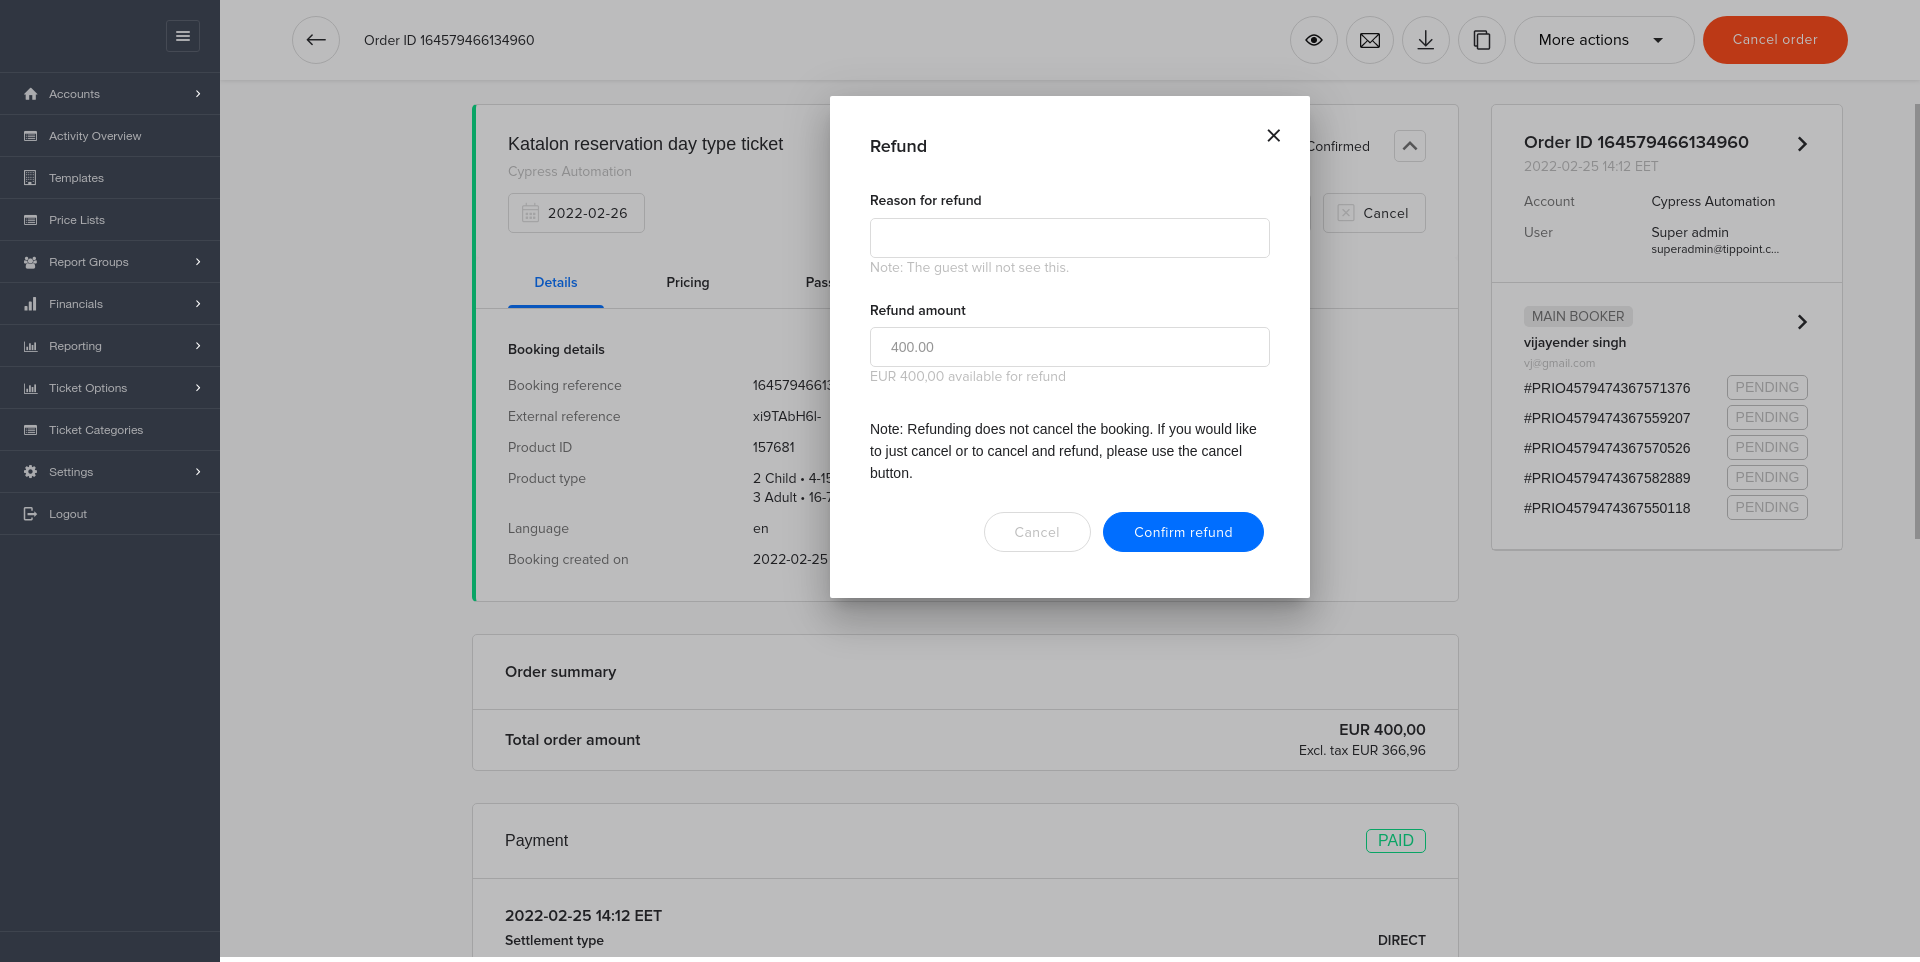 Order ID 164579466134960
More actions
Cancel order
Accounts
Activity Overview
Templates
Price Lists
Report Groups
Financials
Reporting
Ticket Options
Ticket Categories
Settings
Logout
Katalon reservation day type ticket
Cypress Automation
2022-02-26
Confirmed
Cancel
Details
Pricing
Booking details
Booking reference
External reference
xi9TAbH6l-
Product ID
157681
Product type
2 Child • 4-15
3 Adult • 16-7
Language
en
Booking created on
2022-02-25
Refund
Reason for refund
Note: The guest will not see this.
Refund amount
400.00
EUR 400,00 available for refund
Note: Refunding does not cancel the booking. If you would like
to just cancel or to cancel and refund, please use the cancel
button.
Cancel
Confirm refund
Order ID 164579466134960
2022-02-25 14:12 EET
Account
Cypress Automation
User
Super admin
superadmin@tippoint.c...
MAIN BOOKER
vijayender singh
vj@gmail.com
#PRIO4579474367571376 PENDING
#PRIO4579474367559207 PENDING
#PRIO4579474367570526 PENDING
#PRIO4579474367582889 PENDING
#PRIO4579474367550118 PENDING
Order summary
Total order amount
EUR 400,00
Excl. tax EUR 366,96
Payment
PAID
2022-02-25 14:12 EET
Settlement type
DIRECT